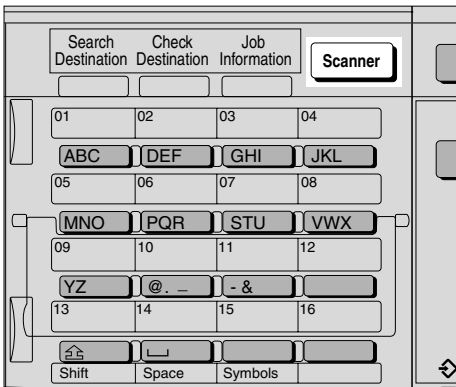 Search Destination
Check Destination
Job Information
Scanner
01 02 03 04
ABC DEF GHI JKL
05 06 07 08
MNO PQR STU VWX
09 10 11 12
YZ @. _ - &
13 14 15 16
Shift Space Symbols